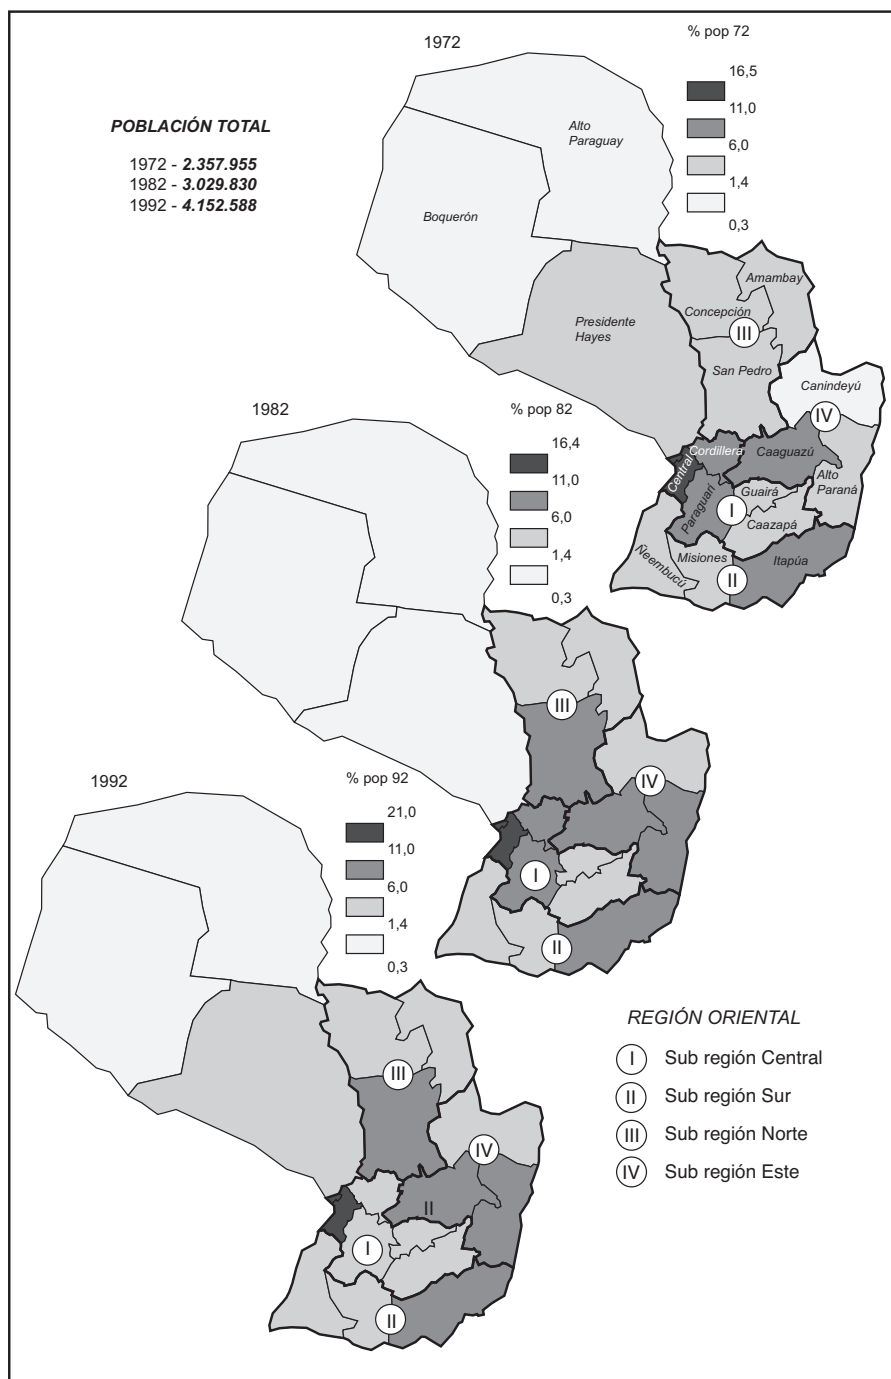 1972
% pop 72
16,5
11,0
6,0
1,4
0,3
POBLACIÓN TOTAL
1972 - 2.357.955
1982 - 3.029.830
1992 - 4.152.588
Alto
Paraguay
Boquerón
Presidente
Hayes
Concepción
Amambay
III
San Pedro
Canindeyú
IV
Cordillera
Caaguazú
Central
Alto
Paraná
Guairá
Paraguarí
I
Caazapá
Misiones
Itapúa
Ñeembucú
II
1982
% pop 82
16,4
11,0
6,0
1,4
0,3
III
IV
I
II
1992
% pop 92
21,0
11,0
6,0
1,4
0,3
III
IV
II
I
II
REGIÓN ORIENTAL
I Sub región Central
II Sub región Sur
III Sub región Norte
IV Sub región Este